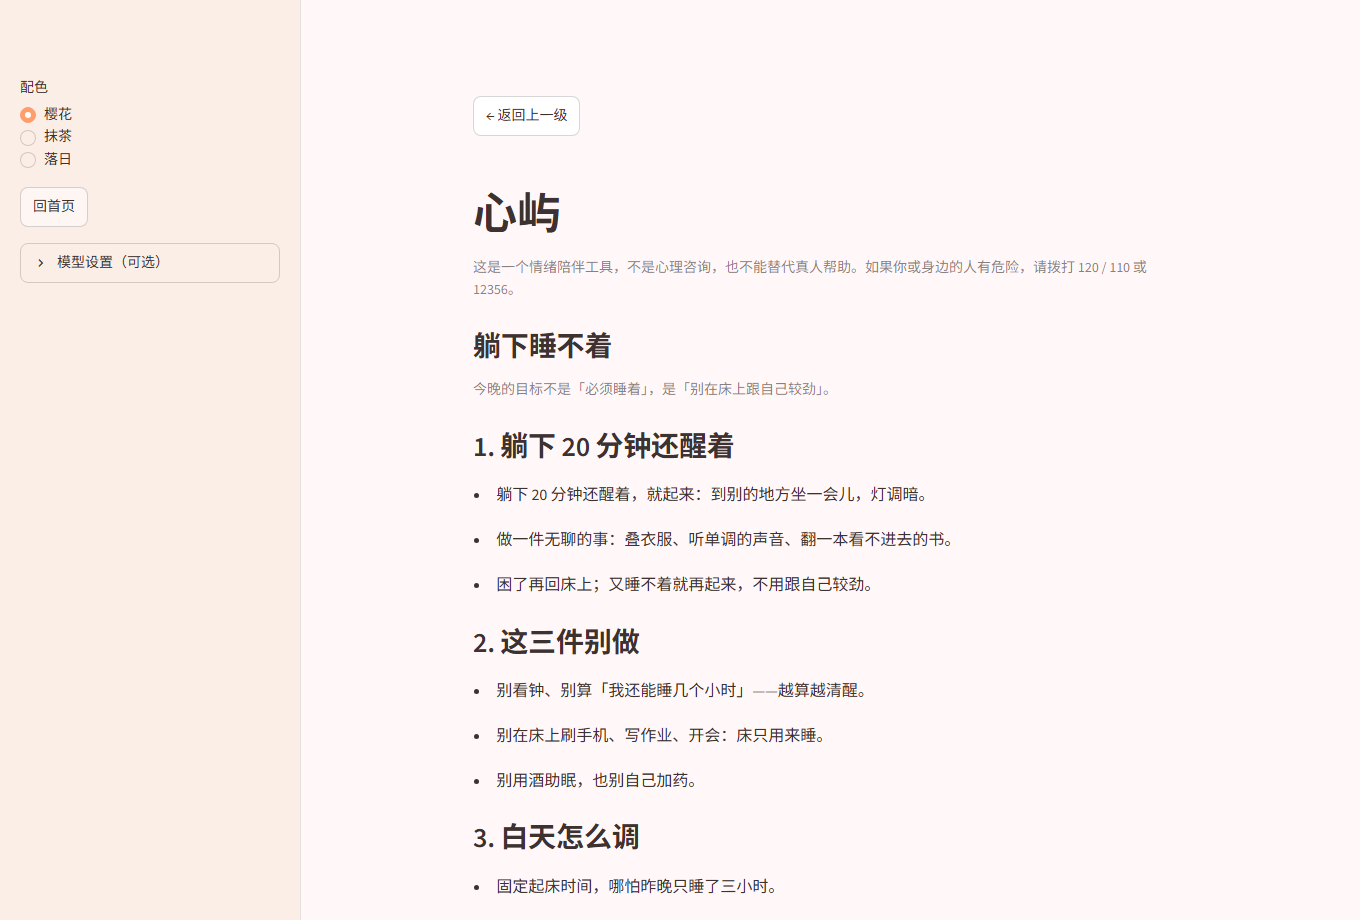 配色
樱花
抹茶
落日
回首页
模型设置（可选）
← 返回上一级
心屿
这是一个情绪陪伴工具，不是心理咨询，也不能替代真人帮助。如果你或身边的人有危险，请拨打 120 / 110 或
12356。
躺下睡不着
今晚的目标不是「必须睡着」，是「别在床上跟自己较劲」。
1. 躺下 20 分钟还醒着
• 躺下 20 分钟还醒着，就起来：到别的地方坐一会儿，灯调暗。
• 做一件无聊的事：叠衣服、听单调的声音、翻一本看不进去的书。
• 困了再回床上；又睡不着就再起来，不用跟自己较劲。
2. 这三件别做
• 别看钟、别算「我还能睡几个小时」——越算越清醒。
• 别在床上刷手机、写作业、开会：床只用来睡。
• 别用酒助眠，也别自己加药。
3. 白天怎么调
• 固定起床时间，哪怕昨晚只睡了三小时。